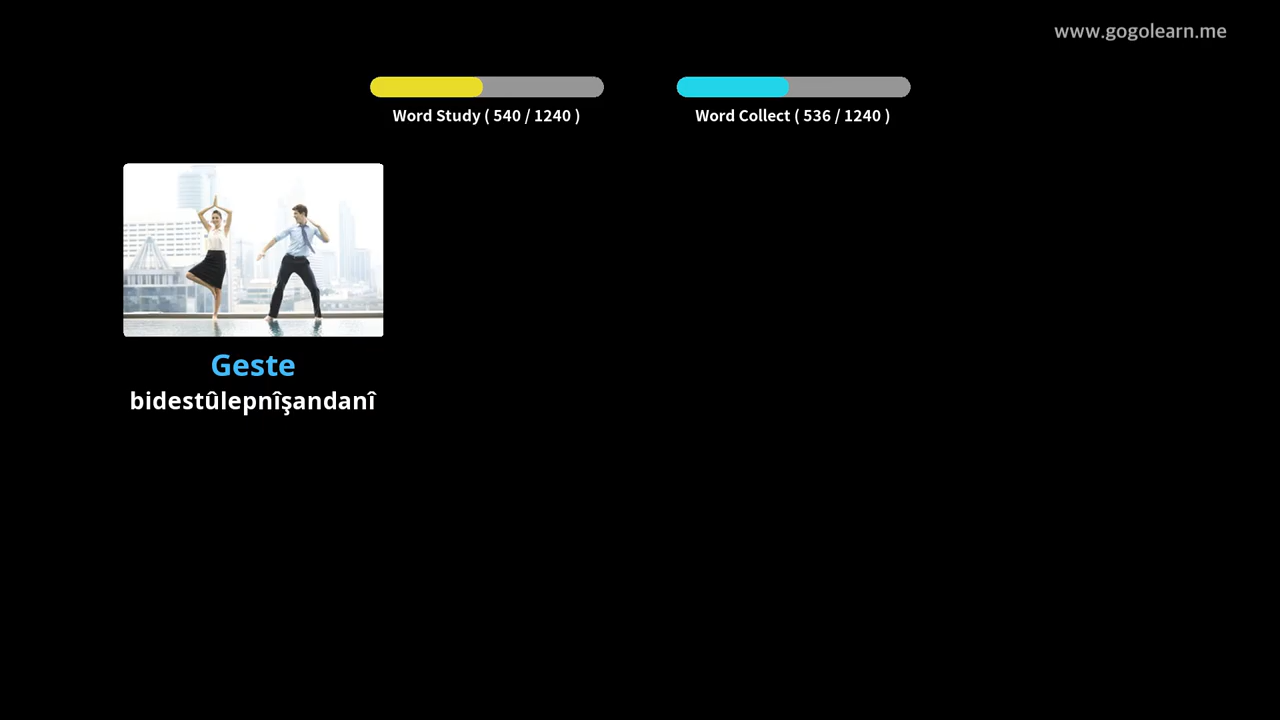 www.gogolearn.me
Word Study ( 540 / 1240 )
Word Collect ( 536 / 1240 )
Geste
bidestûlepnîşandanî